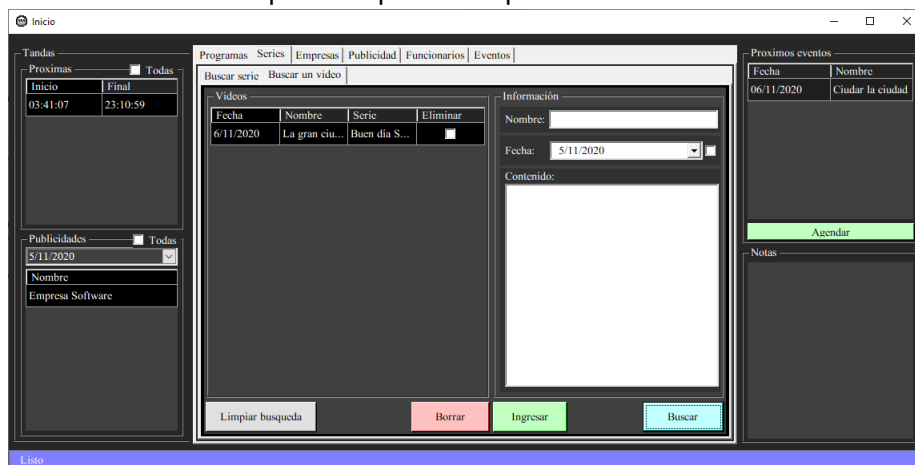 Inicio
Tandas
Proximas
Todas
Inicio Final
03:41:07 23:10:59
Publicidades
Todas
5/11/2020
Nombre
Empresa Software
Programas Series Empresas Publicidad Funcionarios Eventos
Buscar serie Buscar un video
Videos
Fecha Nombre Serie Eliminar
6/11/2020 La gran ciu... Buen día S...
Información
Nombre:
Fecha: 5/11/2020
Contenido:
Limpiar busqueda Borrar Ingresar Buscar
Proximos eventos
Fecha Nombre
06/11/2020 Ciudar la ciudad
Agendar
Notas
Listo